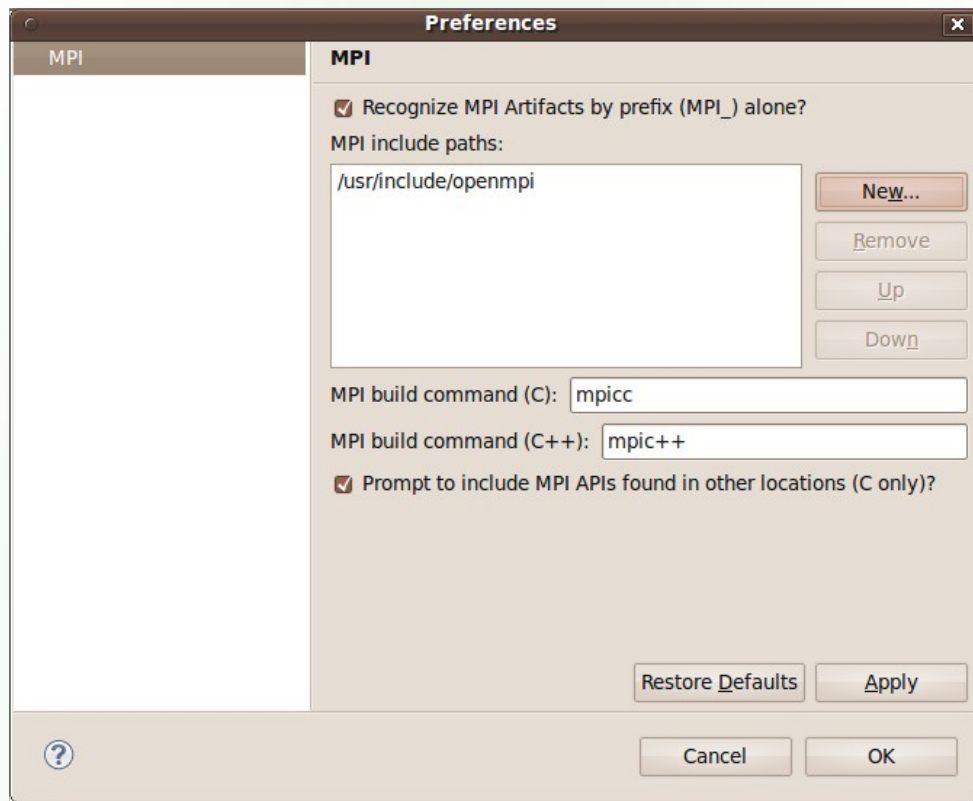 Preferences
MPI
MPI
Recognize MPI Artifacts by prefix (MPI_) alone?
MPI include paths:
/usr/include/openmpi
New...
Remove
Up
Down
MPI build command (C): mpicc
MPI build command (C++): mpic++
Prompt to include MPI APIs found in other locations (C only)?
Restore Defaults Apply
? Cancel OK